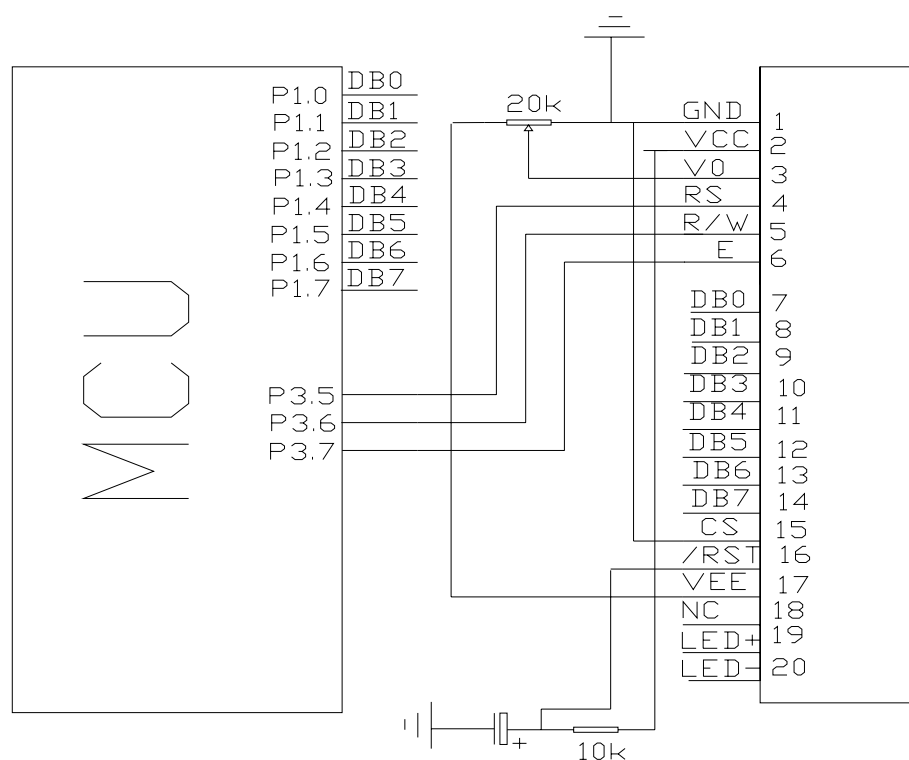 MCU
P1.0 DB0
P1.1 DB1
P1.2 DB2
P1.3 DB3
P1.4 DB4
P1.5 DB5
P1.6 DB6
P1.7 DB7
P3.5
P3.6
P3.7
20k
GND 1
VCC 2
V0 3
RS 4
R/W 5
E 6
DB0 7
DB1 8
DB2 9
DB3 10
DB4 11
DB5 12
DB6 13
DB7 14
CS 15
/RST 16
VEE 17
NC 18
LED+ 19
LED- 20
+
10k